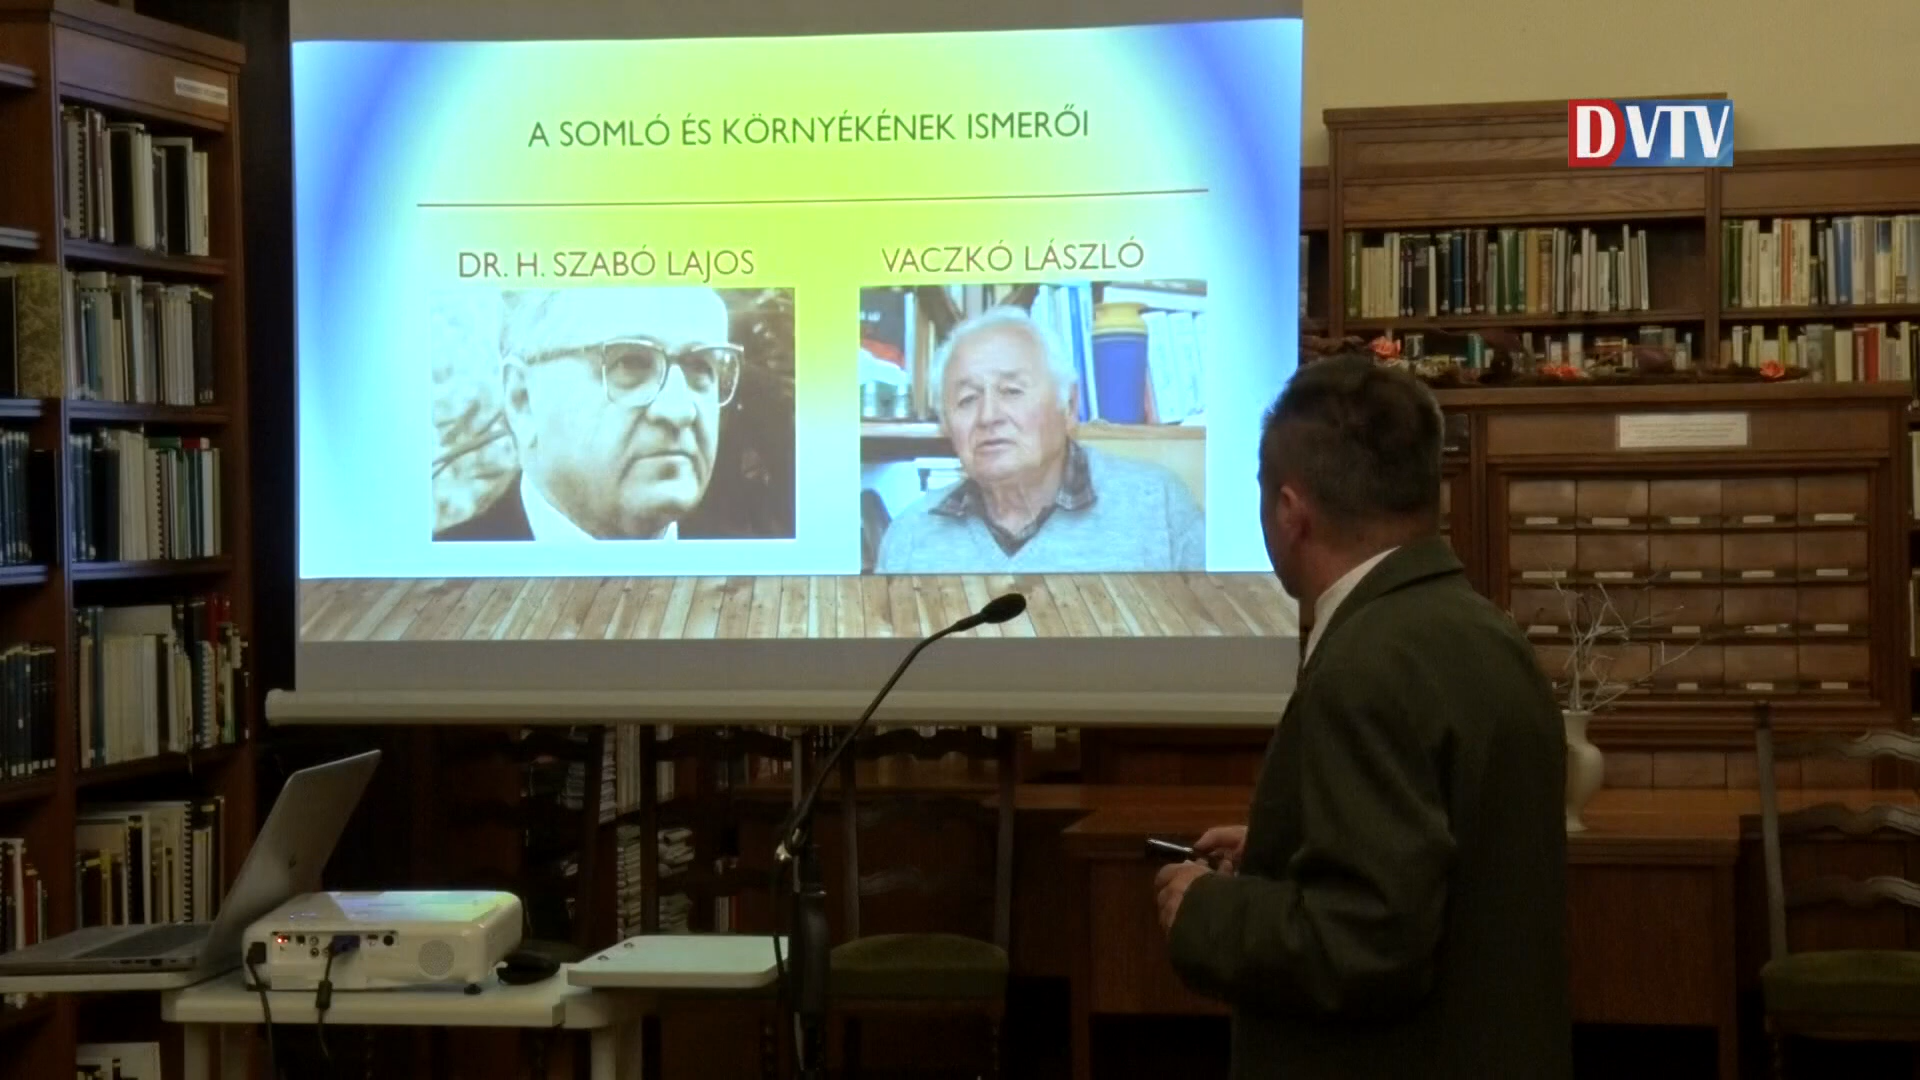 A SOMLÓ ÉS KÖRNYÉKÉNEK ISMERŐI
DVTV
DR. H. SZABÓ LAJOS
VACZKÓ LÁSZLÓ